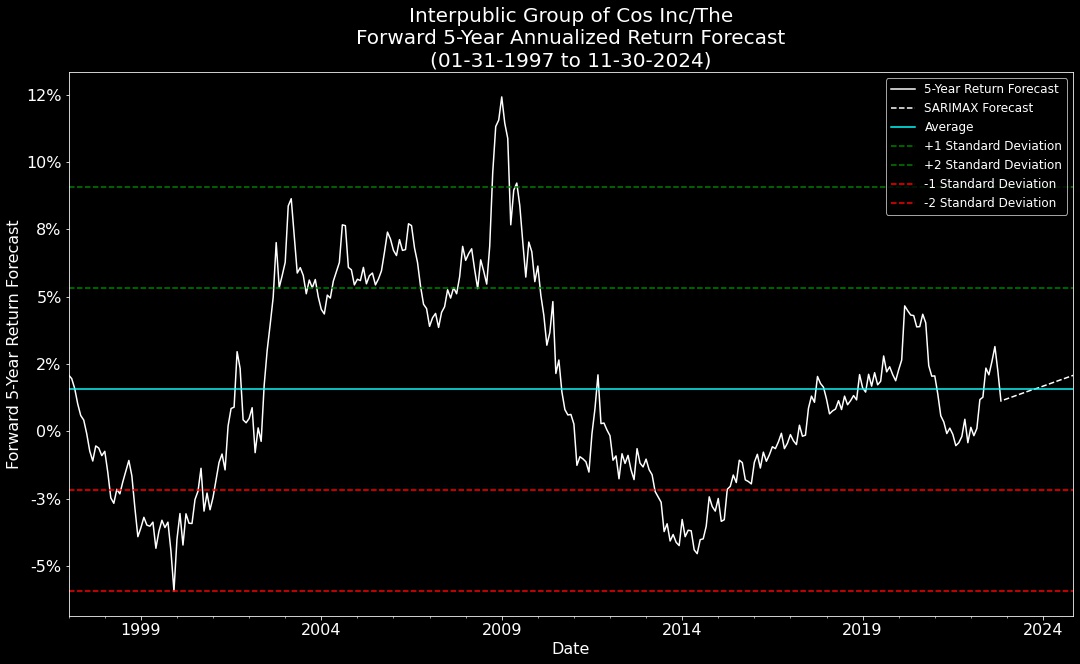 Interpublic Group of Cos Inc/The
Forward 5-Year Annualized Return Forecast
(01-31-1997 to 11-30-2024)
5-Year Return Forecast
SARIMAX Forecast
Average
+1 Standard Deviation
+2 Standard Deviation
-1 Standard Deviation
-2 Standard Deviation
Forward 5-Year Return Forecast
12%
10%
8%
5%
2%
0%
-3%
-5%
1999
2004
2009
2014
2019
2024
Date